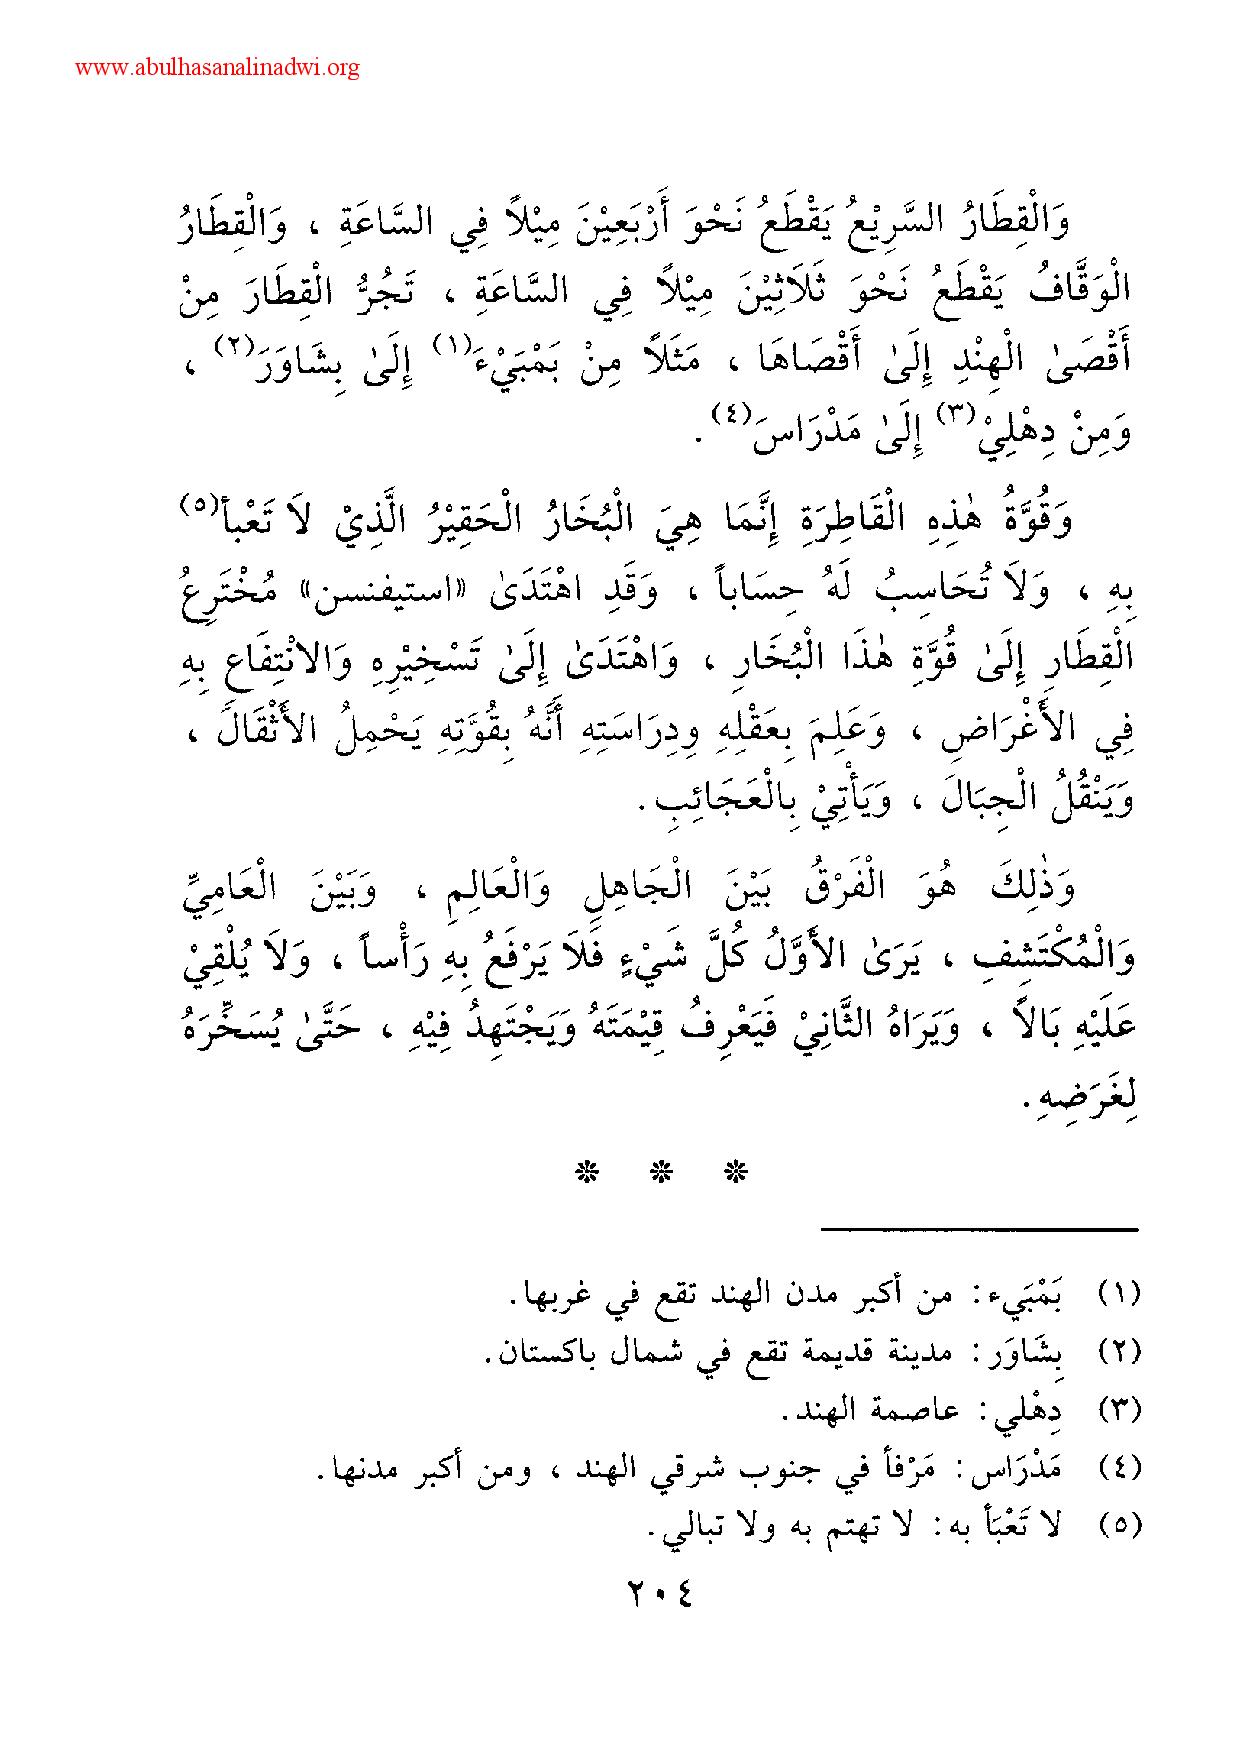 www.abulhasanalinadwi.org
وَالْقِطَارُ السَّرِيْعُ يَقْطَعُ نَحْوَ أَرْبَعِيْنَ مِيْلاً فِي السَّاعَةِ ، وَالْقِطَارُ
الْوَقَّافُ يَقْطَعُ نَحْوَ ثَلَاثِيْنَ مِيْلاً فِي السَّاعَةِ ، تَجُرُّ الْقِطَارَ مِنْ
أَقْصَىٰ الْهِنْدِ إِلَىٰ أَقْصَاهَا ، مَثَلاً مِنْ بَمْبَيْءَ(١) إِلَىٰ بِشَاوَرَ(٢) ،
وَمِنْ دِهْلِيْ(٣) إِلَىٰ مَدْرَاسَ(٤) .
وَقُوَّةُ هٰذِهِ الْقَاطِرَةِ إِنَّمَا هِيَ الْبُخَارُ الْحَقِيْرُ الَّذِيْ لاَ تَعْبأ(٥)
بِهِ ، وَلاَ تُحَاسِبُ لَهُ حِسَاباً ، وَقَدِ اهْتَدَىٰ «استيفنسن» مُخْتَرِعُ
الْقِطَارِ إِلَىٰ قُوَّةِ هٰذَا الْبُخَارِ ، وَاهْتَدَىٰ إِلَىٰ تَسْخِيْرِهِ وَالانْتِفَاعِ بِهِ
فِي الأَغْرَاضِ ، وَعَلِمَ بِعَقْلِهِ وِدِرَاسَتِهِ أَنَّهُ بِقُوَّتِهِ يَحْمِلُ الأَثْقَالَ ،
وَيَنْقُلُ الْجِبَالَ ، وَيَأْتِيْ بِالْعَجَائِبِ .
وَذٰلِكَ هُوَ الْفَرْقُ بَيْنَ الْجَاهِلِ وَالْعَالِمِ ، وَبَيْنَ الْعَامِيِّ
وَالْمُكْتَشِفِ ، يَرَىٰ الأَوَّلُ كُلَّ شَيْءٍ فَلاَ يَرْفَعُ بِهِ رَأْساً ، وَلاَ يُلْقِيْ
عَلَيْهِ بَالاً ، وَيَرَاهُ الثَّانِيْ فَيَعْرِفُ قِيْمَتَهُ وَيَجْتَهِدُ فِيْهِ ، حَتَّىٰ يُسَخِّرَهُ
لِغَرَضِهِ .
* * *
(١) بَمْبَيء : من أكبر مدن الهند تقع في غربها .
(٢) بِشَاوَر : مدينة قديمة تقع في شمال باكستان .
(٣) دِهْلي : عاصمة الهند .
(٤) مَدْرَاس : مَرْفأ في جنوب شرقي الهند ، ومن أكبر مدنها .
(٥) لا تَعْبَأ به : لا تهتم به ولا تبالي .
٢٠٤